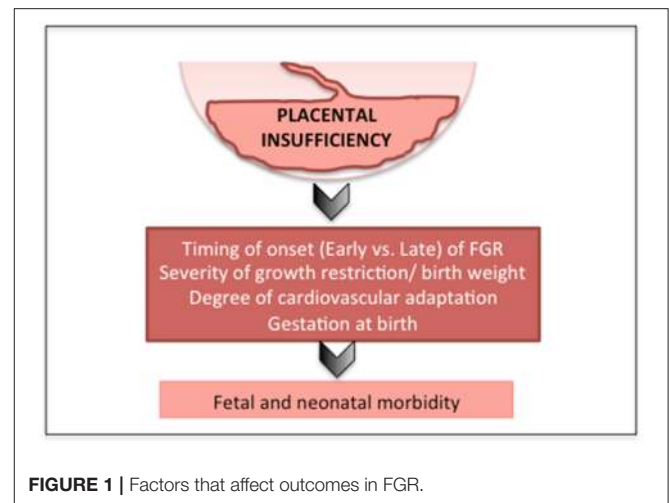 PLACENTAL
INSUFFICIENCY
Timing of onset (Early vs. Late) of FGR
Severity of growth restriction/ birth weight
Degree of cardiovascular adaptation
Gestation at birth
Fetal and neonatal morbidity
FIGURE 1 | Factors that affect outcomes in FGR.